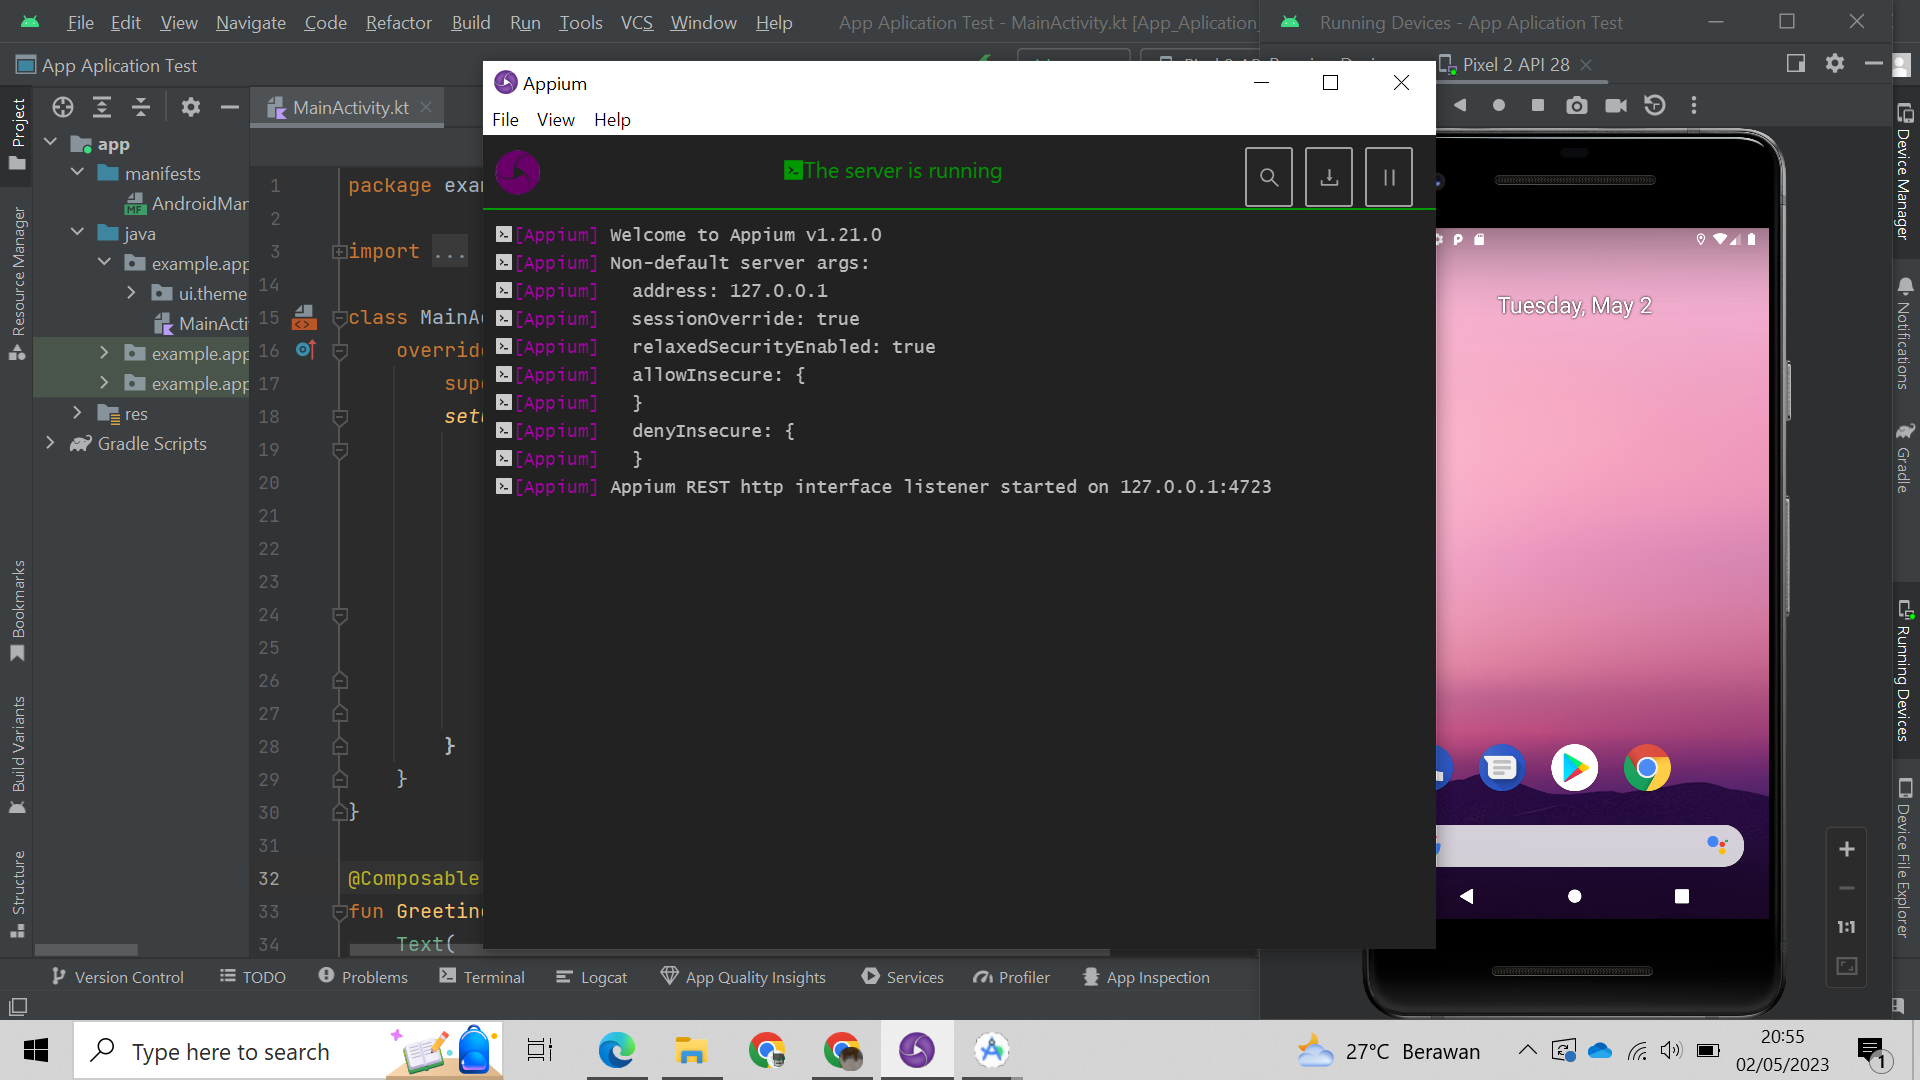 File Edit View Navigate Code Refactor Build Run Tools VCS Window Help
App Aplication Test - MainActivity.kt [App_Aplication_
Running Devices - App Aplication Test
App Aplication Test
Pixel 2 API 28
Project
Resource Manager
Bookmarks
Build Variants
Structure
MainActivity.kt
app
manifests
AndroidMan
java
example.app
ui.theme
MainActi
example.app
example.app
res
Gradle Scripts
1 package exam
2
3 import ...
14
15 class MainAc
16 override
17 supe
18 setC
19
20
21
22
23
24
25
26
27
28 }
29 }
30 }
31
32 @Composable
33 fun Greeting
34 Text(
Appium
File View Help
The server is running
[Appium] Welcome to Appium v1.21.0
[Appium] Non-default server args:
[Appium] address: 127.0.0.1
[Appium] sessionOverride: true
[Appium] relaxedSecurityEnabled: true
[Appium] allowInsecure: {
[Appium] }
[Appium] denyInsecure: {
[Appium] }
[Appium] Appium REST http interface listener started on 127.0.0.1:4723
Tuesday, May 2
1:1
Device Manager
Notifications
Gradle
Running Devices
Device File Explorer
Version Control TODO Problems Terminal Logcat App Quality Insights Services Profiler App Inspection
Type here to search
27°C Berawan
20:55
02/05/2023
1